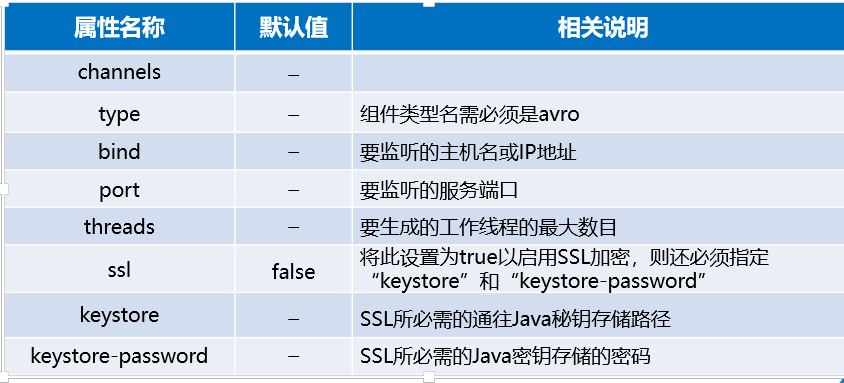 属性名称 默认值 相关说明
channels –
type – 组件类型名需必须是avro
bind – 要监听的主机名或IP地址
port – 要监听的服务端口
threads – 要生成的工作线程的最大数目
ssl false 将此设置为true以启用SSL加密，则还必须指定
“keystore”和“keystore-password”
keystore – SSL所必需的通往Java秘钥存储路径
keystore-password – SSL所必需的Java密钥存储的密码